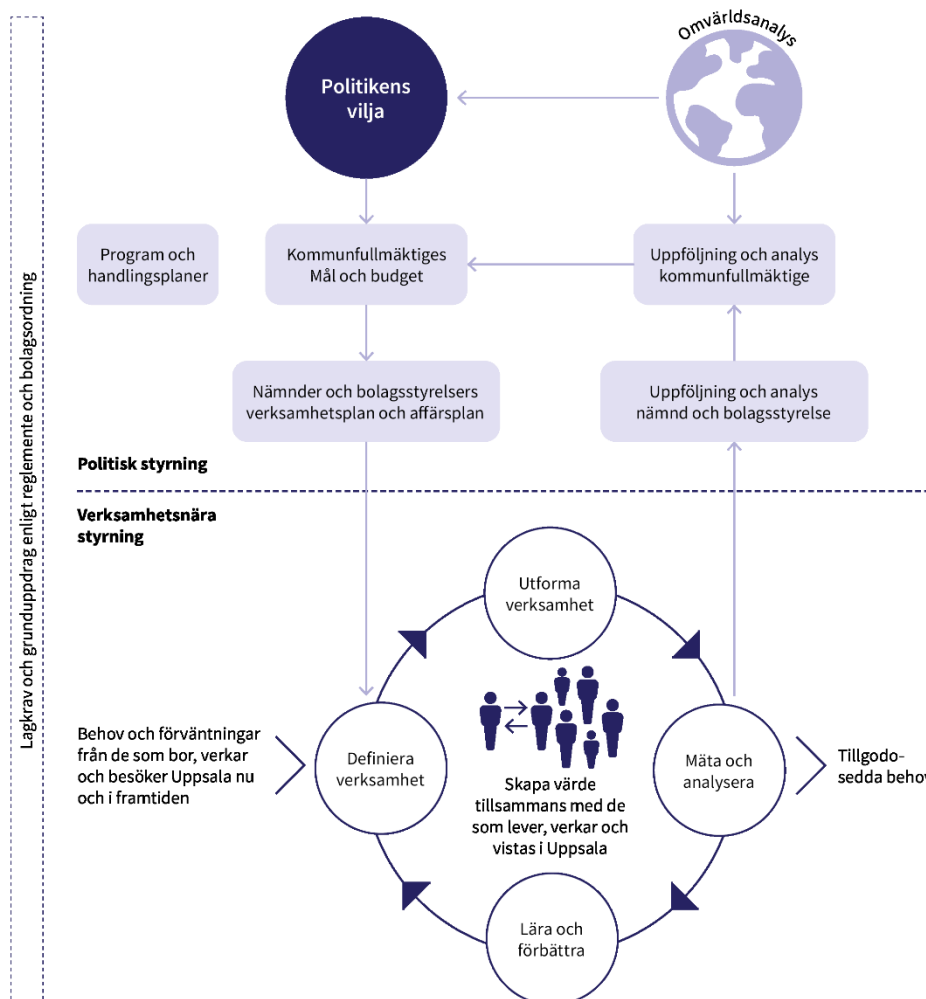 Omvärldsanalys
Politikens
vilja
Program och
handlingsplaner
Kommunfullmäktiges
Mål och budget
Uppföljning och analys
kommunfullmäktige
Nämnder och bolagsstyrelsers
verksamhetsplan och affärsplan
Uppföljning och analys
nämnd och bolagsstyrelse
Lagkrav och grunduppdrag enligt reglemente och bolagsordning
Politisk styrning
Verksamhetsnära
styrning
Utforma
verksamhet
Behov och förväntningar
från de som bor, verkar
och besöker Uppsala nu
och i framtiden
Definiera
verksamhet
Skapa värde
tillsammans med de
som lever, verkar och
vistas i Uppsala
Mäta och
analysera
Tillgodo-
sedda behov
Lära och
förbättra